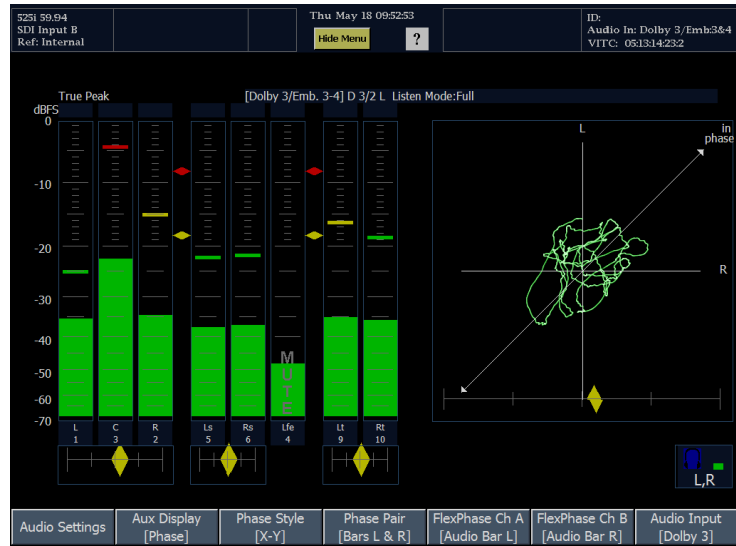 525i 59.94
SDI Input B
Ref: Internal
Thu May 18 09:52:53
Hide Menu
?
ID:
Audio In: Dolby 3/Emb:3&4
VITC: 05:13:14:23:2
True Peak
[Dolby 3/Emb. 3-4] D 3/2 L Listen Mode:Full
dBFS
0
-10
-20
-30
-40
-50
-60
-70
MUTE
L
1
C
3
R
2
Ls
5
Rs
6
Lfe
4
Lt
9
Rt
10
L
in
phase
R
L,R
Audio Settings
Aux Display
[Phase]
Phase Style
[X-Y]
Phase Pair
[Bars L & R]
FlexPhase Ch A
[Audio Bar L]
FlexPhase Ch B
[Audio Bar R]
Audio Input
[Dolby 3]